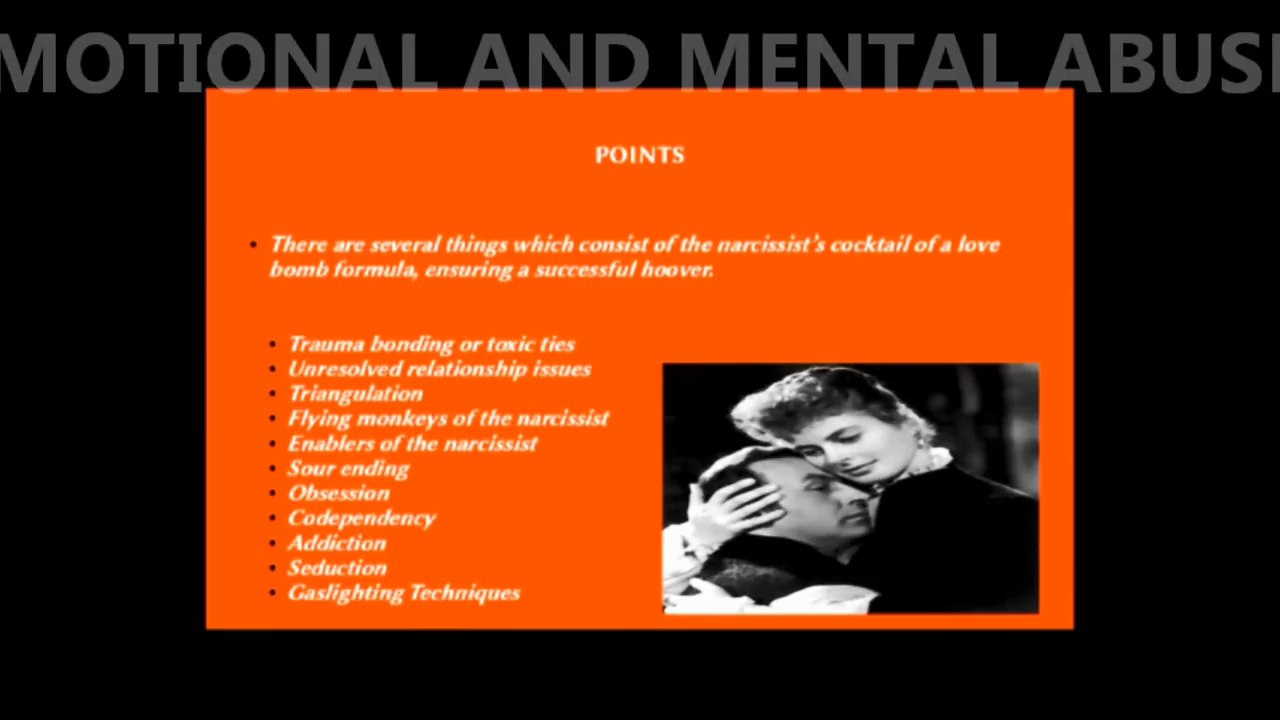 MOTIONAL AND MENTAL ABUS
POINTS
• There are several things which consist of the narcissist's cocktail of a love
bomb formula, ensuring a successful hoover.
• Trauma bonding or toxic ties
• Unresolved relationship issues
• Triangulation
• Flying monkeys of the narcissist
• Enablers of the narcissist
• Sour ending
• Obsession
• Codependency
• Addiction
• Seduction
• Gaslighting Techniques